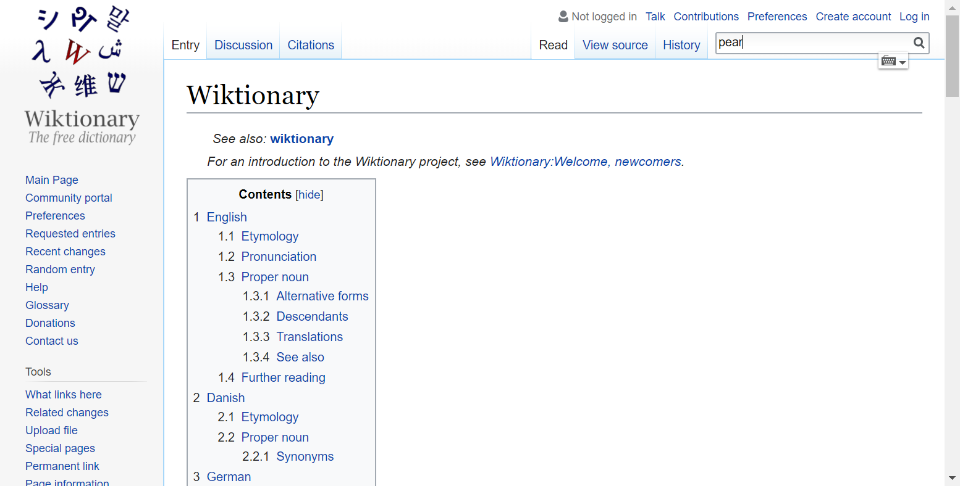 Not logged in Talk Contributions Preferences Create account Log in
Entry Discussion Citations Read View source History pear
Wiktionary
The free dictionary
Main Page
Community portal
Preferences
Requested entries
Recent changes
Random entry
Help
Glossary
Donations
Contact us
Tools
What links here
Related changes
Upload file
Special pages
Permanent link
Page information
Wiktionary
See also: wiktionary
For an introduction to the Wiktionary project, see Wiktionary:Welcome, newcomers.
Contents [hide]
1 English
1.1 Etymology
1.2 Pronunciation
1.3 Proper noun
1.3.1 Alternative forms
1.3.2 Descendants
1.3.3 Translations
1.3.4 See also
1.4 Further reading
2 Danish
2.1 Etymology
2.2 Proper noun
2.2.1 Synonyms
3 German